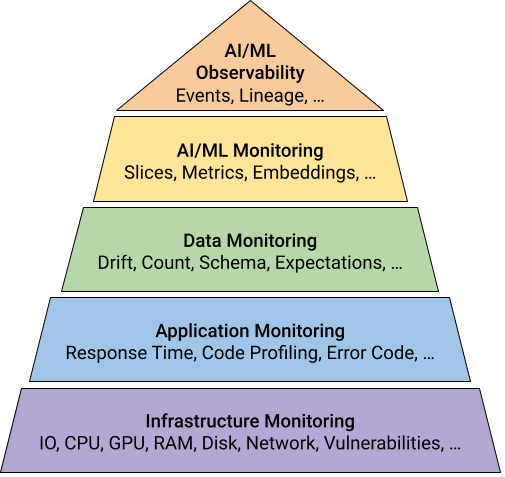 AI/ML
Observability
Events, Lineage, ...
AI/ML Monitoring
Slices, Metrics, Embeddings, ...
Data Monitoring
Drift, Count, Schema, Expectations, ...
Application Monitoring
Response Time, Code Profiling, Error Code, ...
Infrastructure Monitoring
IO, CPU, GPU, RAM, Disk, Network, Vulnerabilities, ...